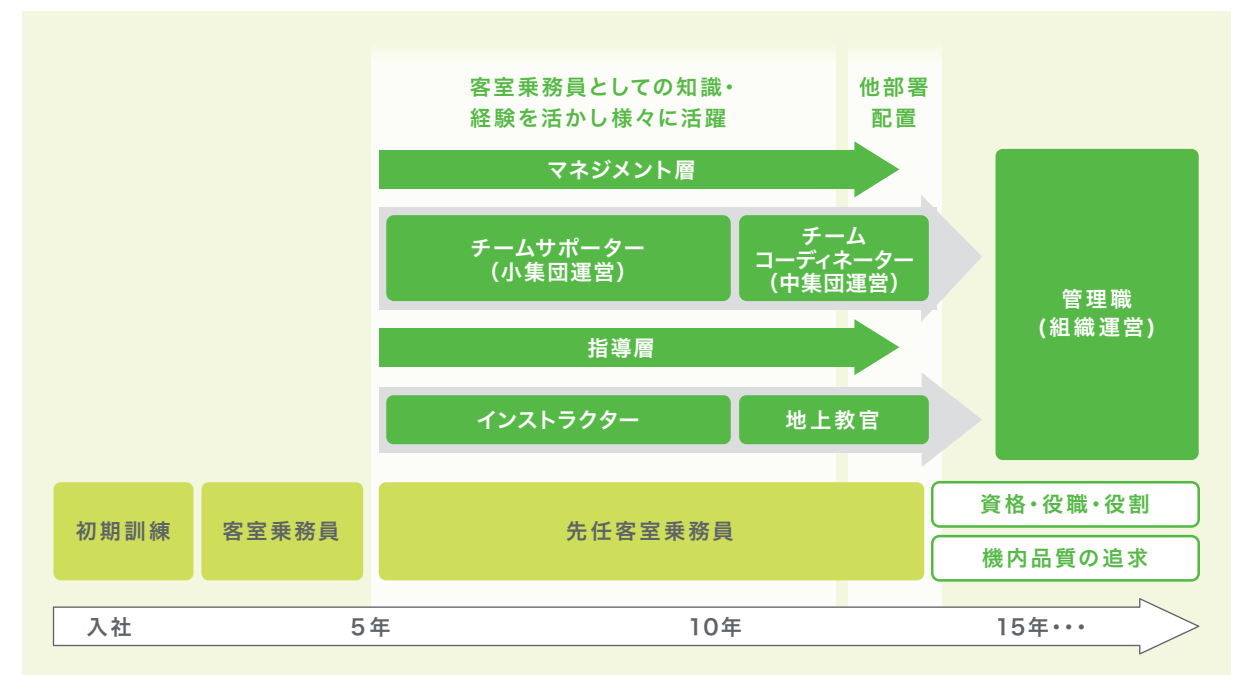 客室乗務員としての知識・
経験を活かし様々に活躍
他部署
配置
マネジメント層
チームサポーター
（小集団運営）
チーム
コーディネーター
（中集団運営）
指導層
インストラクター
地上教官
管理職
(組織運営)
初期訓練
客室乗務員
先任客室乗務員
資格・役職・役割
機内品質の追求
入社
5年
10年
15年・・・